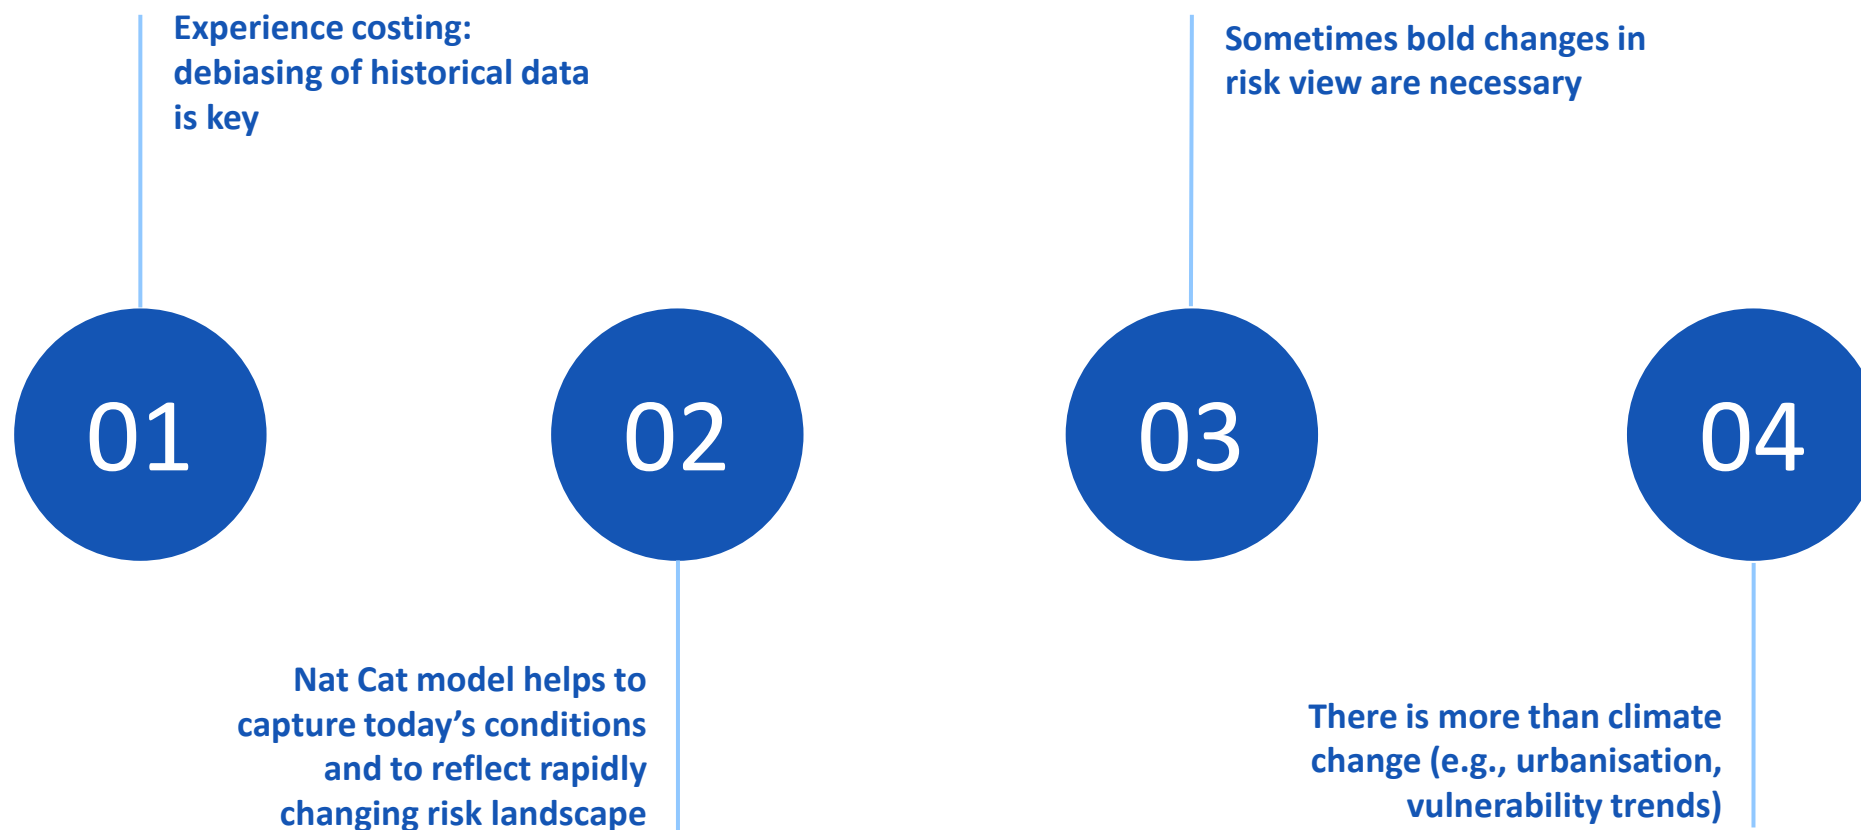 Experience costing:
debiasing of historical data
is key
01
Nat Cat model helps to
capture today’s conditions
and to reflect rapidly
changing risk landscape
02
Sometimes bold changes in
risk view are necessary
03
There is more than climate
change (e.g., urbanisation,
vulnerability trends)
04